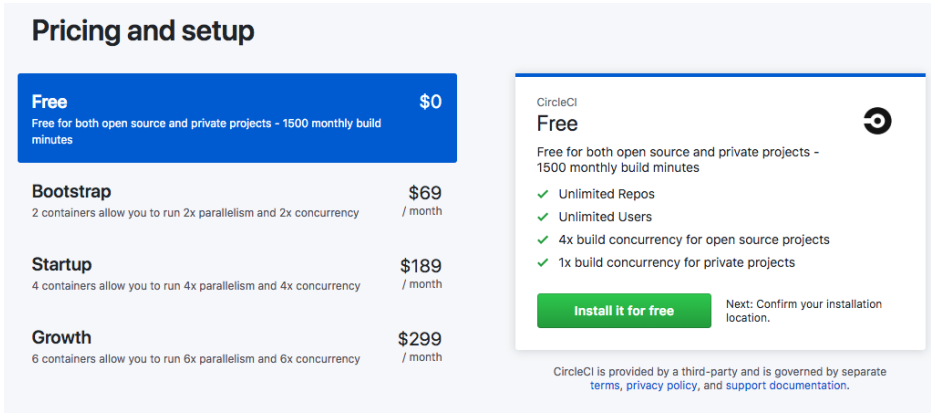 Pricing and setup
Free
$0
Free for both open source and private projects - 1500 monthly build
minutes
Bootstrap
$69
2 containers allow you to run 2x parallelism and 2x concurrency
/ month
Startup
$189
4 containers allow you to run 4x parallelism and 4x concurrency
/ month
Growth
$299
6 containers allow you to run 6x parallelism and 6x concurrency
/ month
CircleCI
Free
Free for both open source and private projects -
1500 monthly build minutes
Unlimited Repos
Unlimited Users
4x build concurrency for open source projects
1x build concurrency for private projects
Install it for free
Next: Confirm your installation
location.
CircleCI is provided by a third-party and is governed by separate
terms, privacy policy, and support documentation.